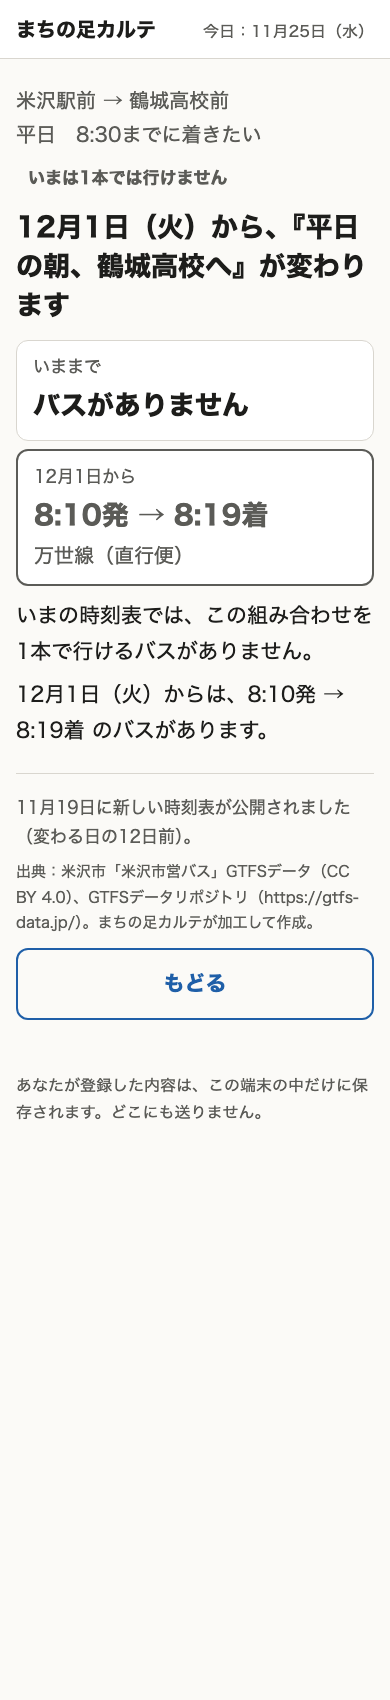 まちの足カルテ
今日：11月25日（水）
米沢駅前 → 鶴城高校前
平日　8:30までに着きたい
いまは1本では行けません
12月1日（火）から、『平日
の朝、鶴城高校へ』が変わり
ます
いままで
バスがありません
12月1日から
8:10発 → 8:19着
万世線（直行便）
いまの時刻表では、この組み合わせを
1本で行けるバスがありません。
12月1日（火）からは、8:10発 →
8:19着 のバスがあります。
11月19日に新しい時刻表が公開されました
（変わる日の12日前）。
出典：米沢市「米沢市営バス」GTFSデータ（CC
BY 4.0）、GTFSデータリポジトリ（https://gtfs-
data.jp/）。まちの足カルテが加工して作成。
もどる
あなたが登録した内容は、この端末の中だけに保
存されます。どこにも送りません。